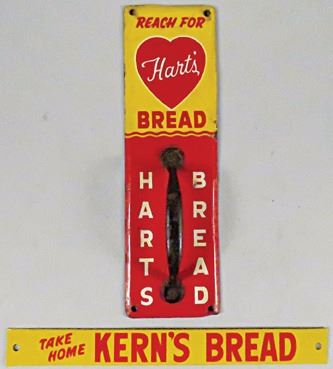 REACH FOR
Hart's
BREAD
HARTS
BREAD
TAKE HOME KERN'S BREAD